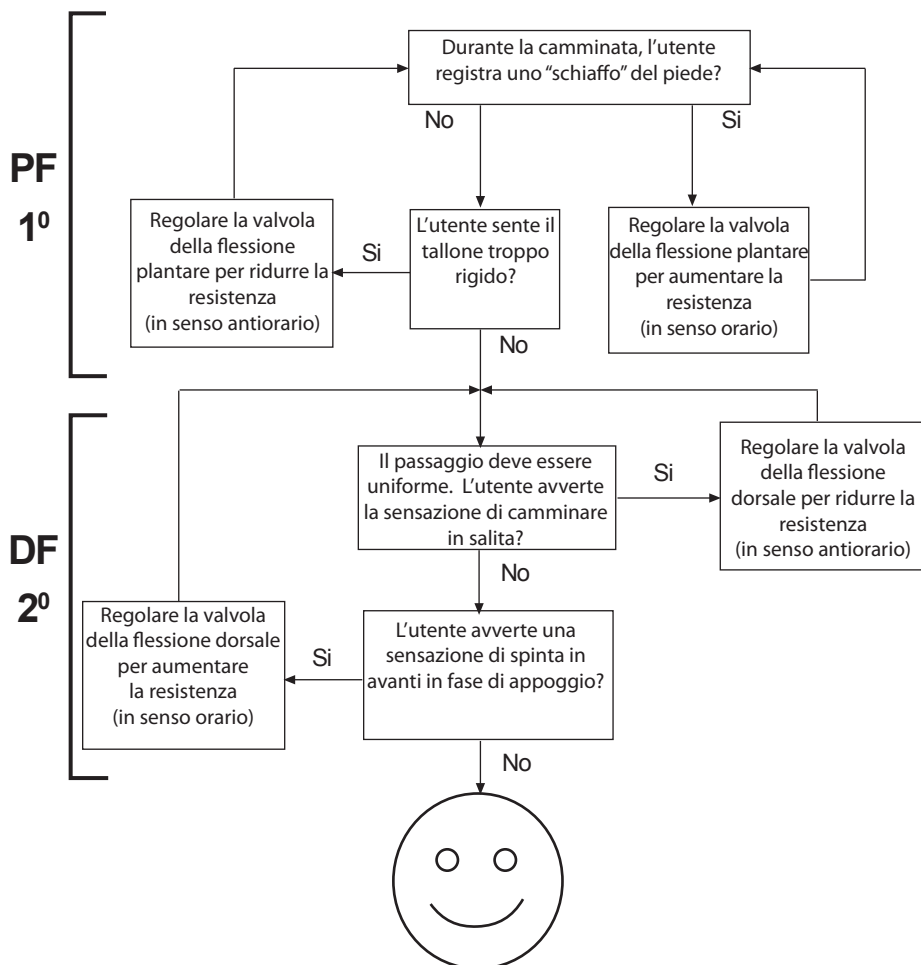 Durante la camminata, l'utente
registra uno “schiaffo” del piede?
No
Si
PF
1⁰
Regolare la valvola
della flessione
plantare per ridurre la
resistenza
(in senso antiorario)
Si
L'utente sente il
tallone troppo
rigido?
Regolare la valvola
della flessione plantare
per aumentare la
resistenza
(in senso orario)
No
DF
2⁰
Il passaggio deve essere
uniforme. L'utente avverte
la sensazione di camminare
in salita?
Si
Regolare la valvola
della flessione
dorsale per ridurre la
resistenza
(in senso antiorario)
No
Regolare la valvola
della flessione dorsale
per aumentare
la resistenza
(in senso orario)
Si
L'utente avverte una
sensazione di spinta in
avanti in fase di appoggio?
No